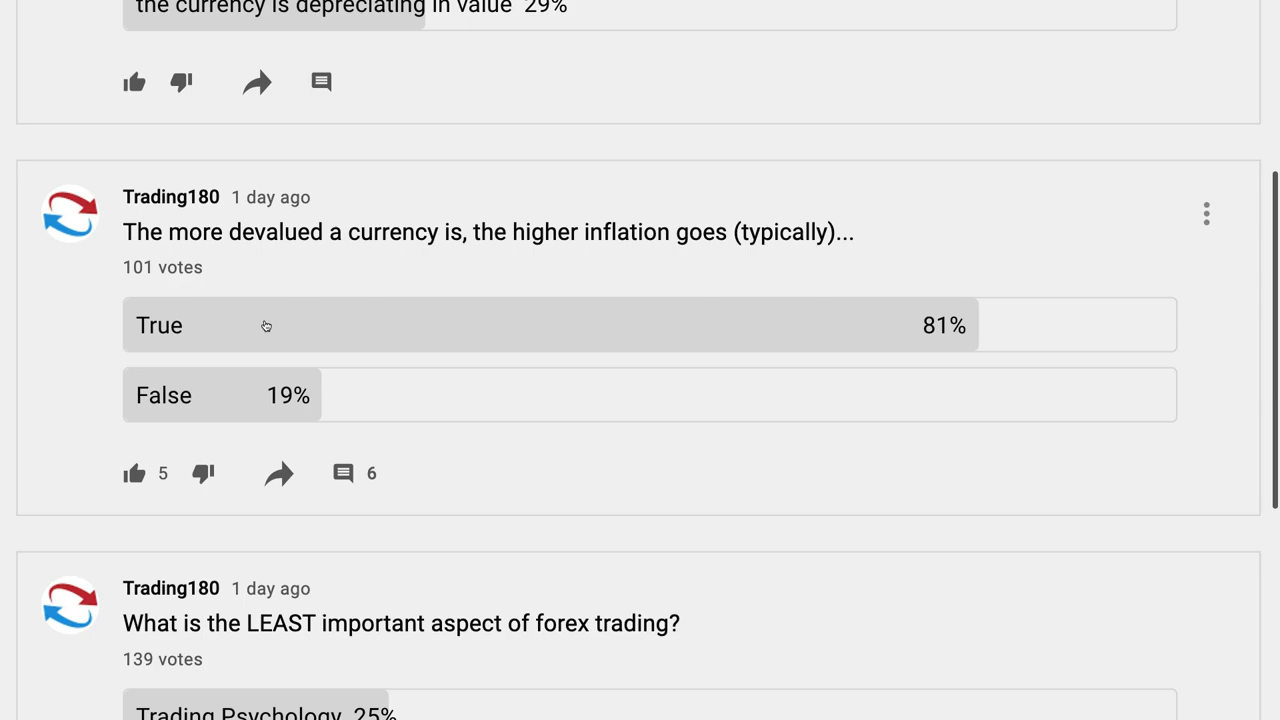 the currency is depreciating in value 29%
Trading180 1 day ago
The more devalued a currency is, the higher inflation goes (typically)...
101 votes
True 81%
False 19%
5 6
Trading180 1 day ago
What is the LEAST important aspect of forex trading?
139 votes
Trading Psychology 25%